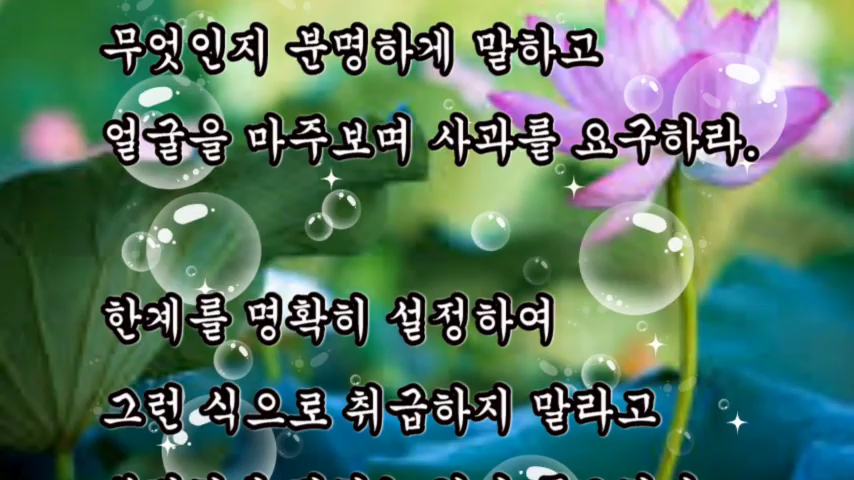 무엇인지 분명하게 말하고
얼굴을 마주보며 사과를 요구하라.
한계를 명확히 설정하여
그런 식으로 취급하지 말라고